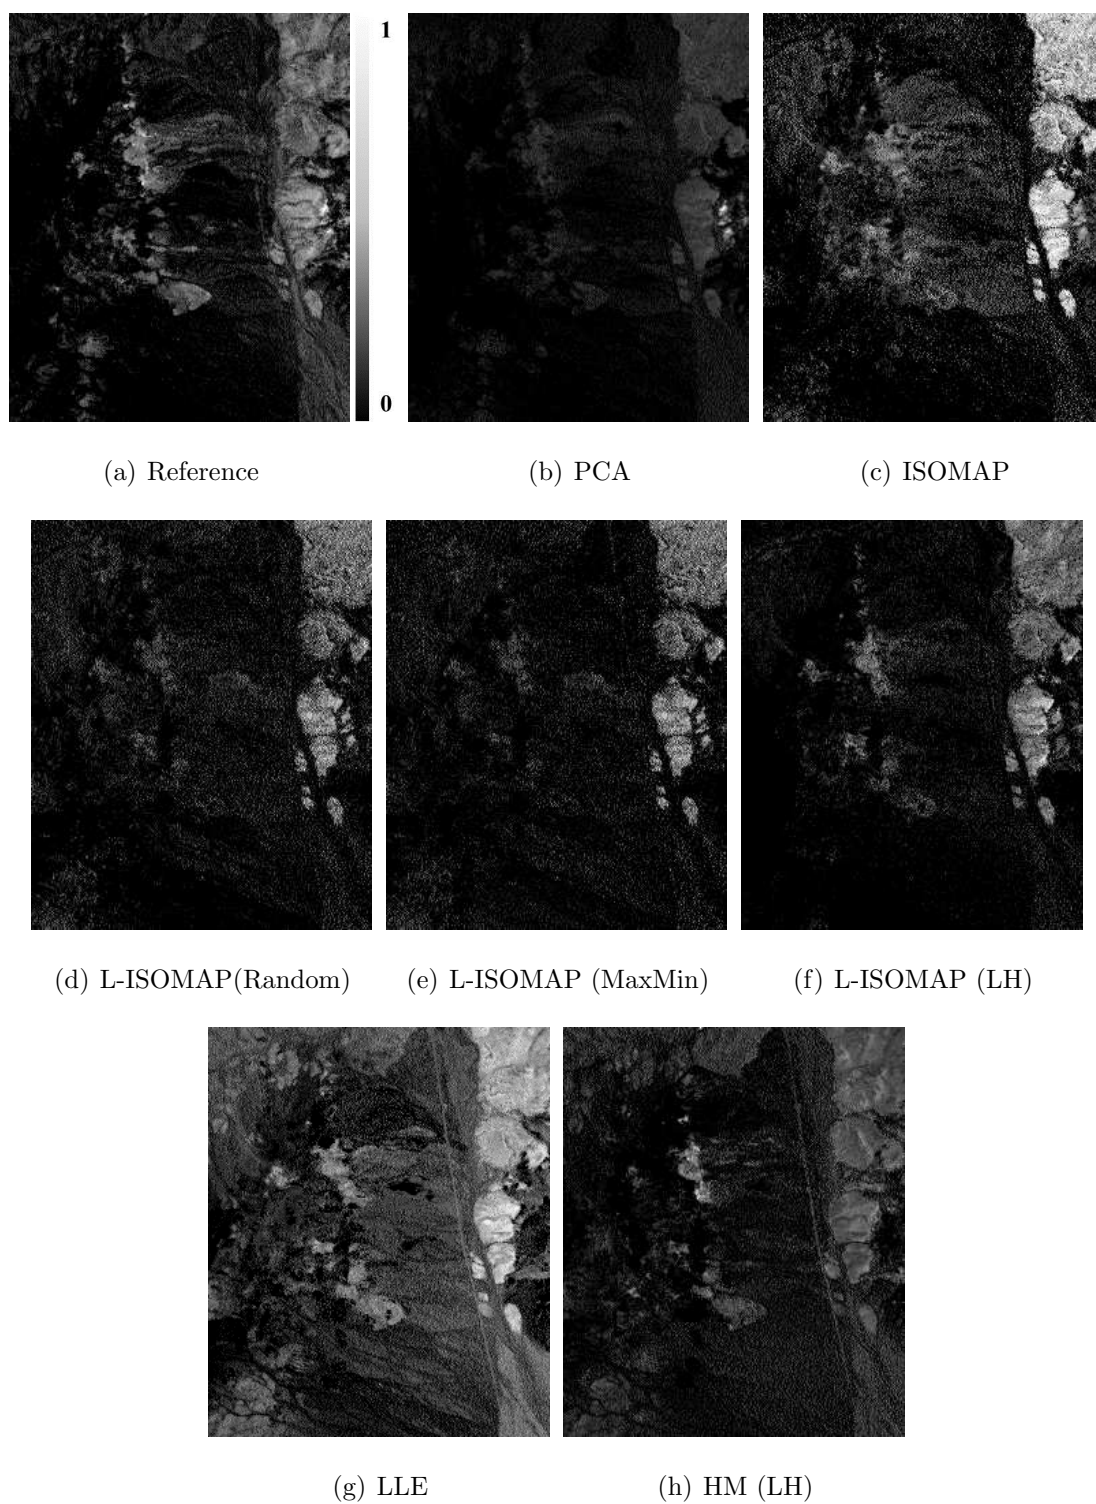 1
0
(a) Reference
(b) PCA
(c) ISOMAP
(d) L-ISOMAP(Random)
(e) L-ISOMAP (MaxMin)
(f) L-ISOMAP (LH)
(g) LLE
(h) HM (LH)